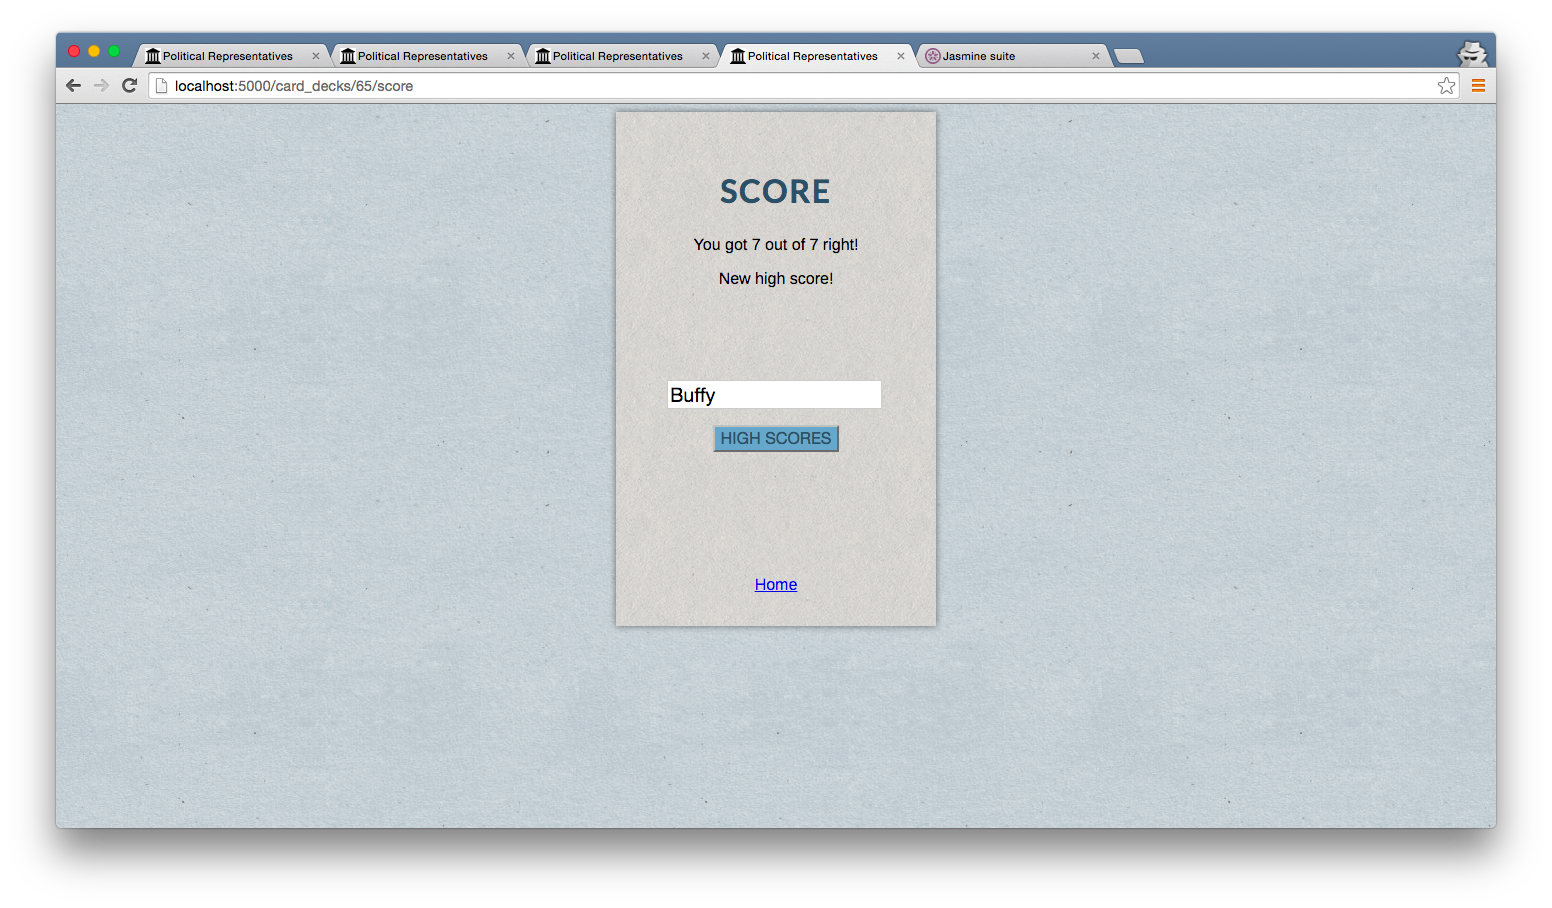 Political Representatives
Political Representatives
Political Representatives
Political Representatives
Jasmine suite
localhost:5000/card_decks/65/score
SCORE
You got 7 out of 7 right!
New high score!
Buffy
HIGH SCORES
Home